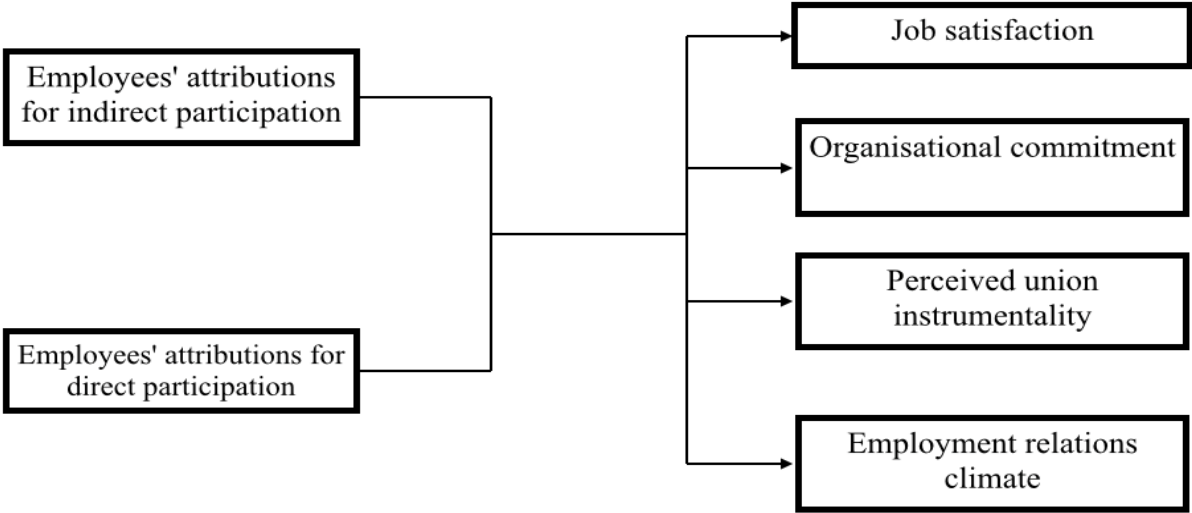 Employees' attributions
for indirect participation
Employees' attributions for
direct participation
Job satisfaction
Organisational commitment
Perceived union
instrumentality
Employment relations
climate